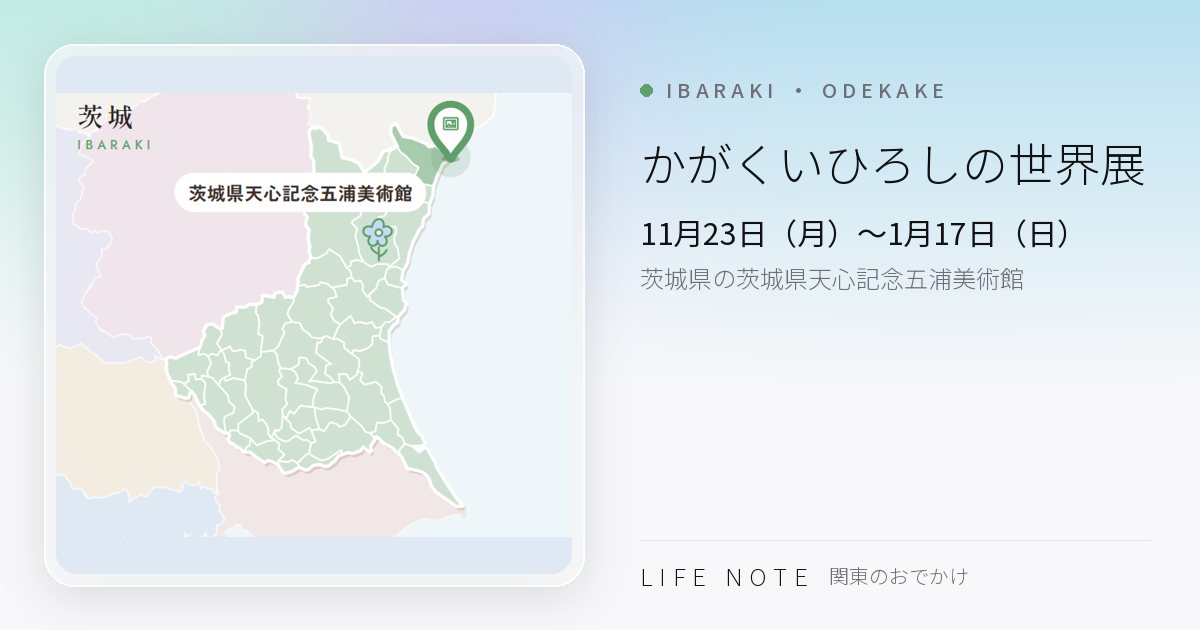 茨城
IBARAKI
茨城県天心記念五浦美術館
IBARAKI ・ ODEKAKE
かがくいひろしの世界展
11月23日（月）〜1月17日（日）
茨城県の茨城県天心記念五浦美術館
LIFE NOTE 関東のおでかけ